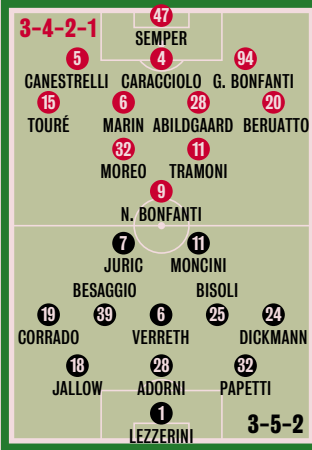 47
3-4-2-1
SEMPER
5 4 94
CANESTRELLI CARACCIOLO G. BONFANTI
15 6 28 20
TOURÉ MARIN ABILDGAARD BERUATTO
32 11
MOREO TRAMONI
9
N. BONFANTI
7 11
JURIC MONCINI
BESAGGIO BISOLI
19 39 6 25 24
CORRADO VERRETH DICKMANN
18 28 32
JALLOW ADORNI PAPETTI
1
3-5-2
LEZZERINI